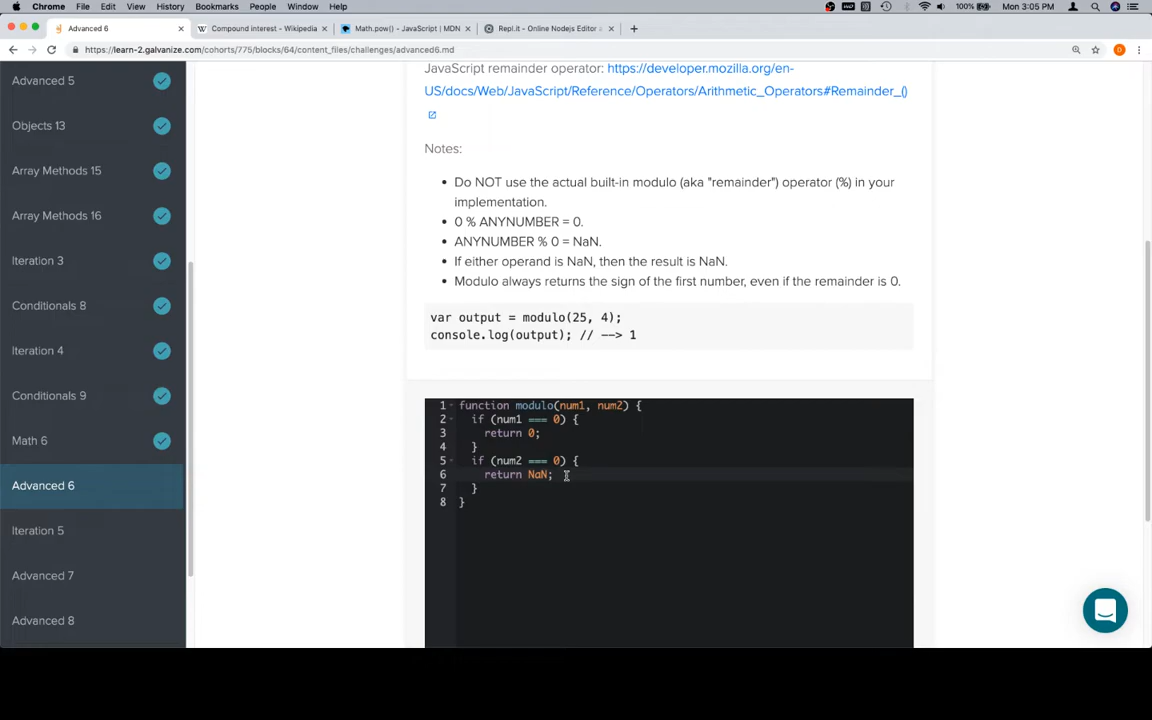 Chrome File Edit View History Bookmarks People Window Help
100% Mon 3:05 PM
Advanced 6
Compound interest - Wikipedia
Math.pow() - JavaScript | MDN
Repl.it - Online Nodejs Editor a
https://learn-2.galvanize.com/cohorts/775/blocks/64/content_files/challenges/advanced6.md
Advanced 5
Objects 13
Array Methods 15
Array Methods 16
Iteration 3
Conditionals 8
Iteration 4
Conditionals 9
Math 6
Advanced 6
Iteration 5
Advanced 7
Advanced 8
JavaScript remainder operator: https://developer.mozilla.org/en-
US/docs/Web/JavaScript/Reference/Operators/Arithmetic_Operators#Remainder_()
Notes:
Do NOT use the actual built-in modulo (aka "remainder") operator (%) in your
implementation.
0 % ANYNUMBER = 0.
ANYNUMBER % 0 = NaN.
If either operand is NaN, then the result is NaN.
Modulo always returns the sign of the first number, even if the remainder is 0.
var output = modulo(25, 4);
console.log(output); // --> 1
1 function modulo(num1, num2) {
2 if (num1 === 0) {
3 return 0;
4 }
5 if (num2 === 0) {
6 return NaN;
7 }
8 }